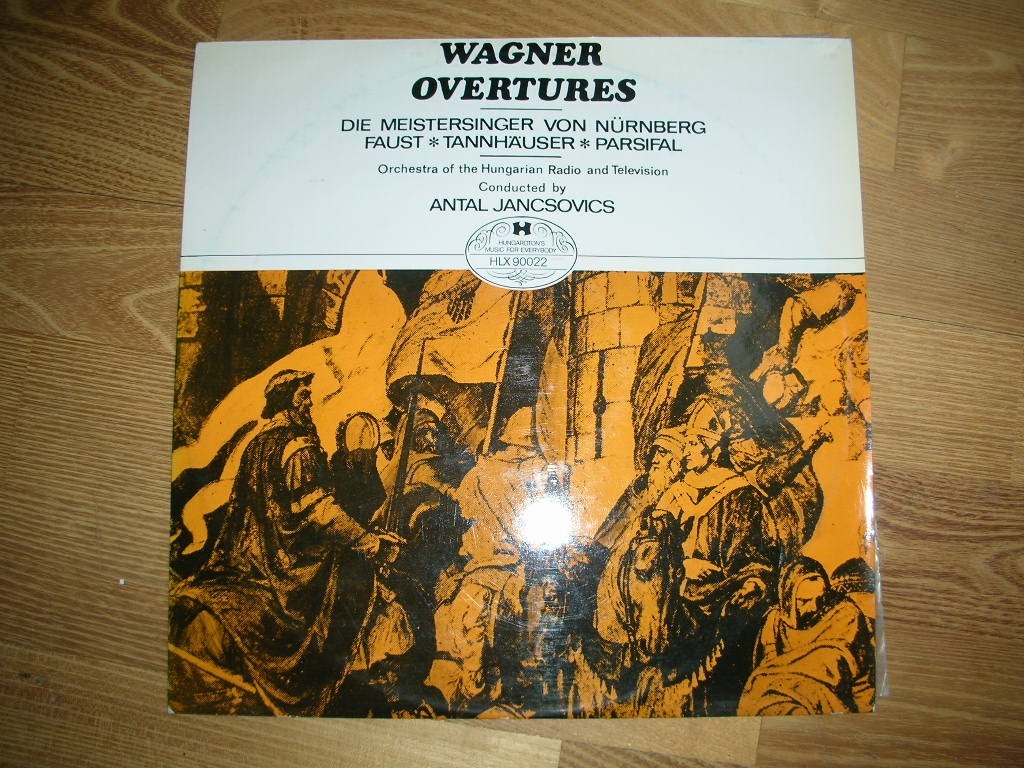 WAGNER
OVERTURES
DIE MEISTERSINGER VON NÜRNBERG
FAUST * TANNHÄUSER * PARSIFAL
Orchestra of the Hungarian Radio and Television
Conducted by
ANTAL JANCSOVICS
H
HUNGAROTON'S
MUSIC FOR EVERYBODY
HLX 90022